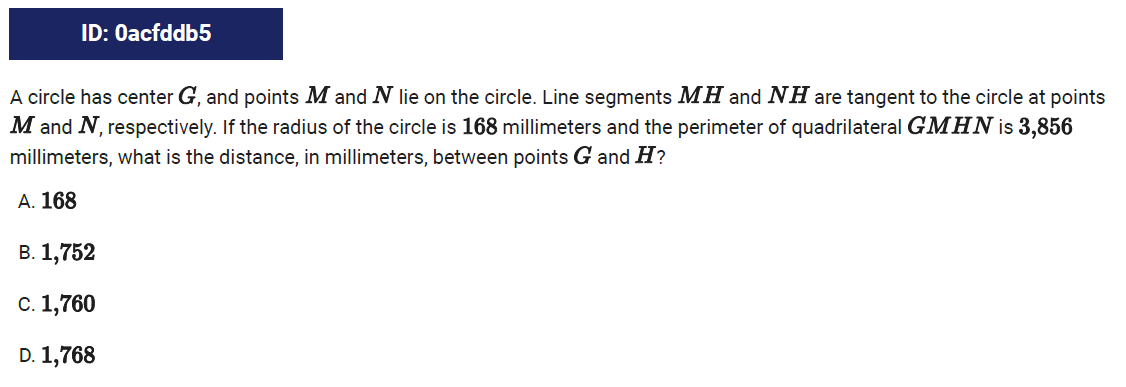 ID: 0acfddb5
A circle has center G, and points M and N lie on the circle. Line segments MH and NH are tangent to the circle at points
M and N, respectively. If the radius of the circle is 168 millimeters and the perimeter of quadrilateral GMHN is 3,856
millimeters, what is the distance, in millimeters, between points G and H?
A. 168
B. 1,752
C. 1,760
D. 1,768